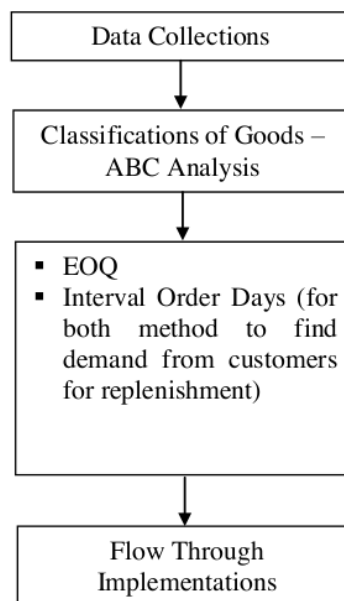 Data Collections
Classifications of Goods –
ABC Analysis
▪ EOQ
▪ Interval Order Days (for
both method to find
demand from customers
for replenishment)
Flow Through
Implementations